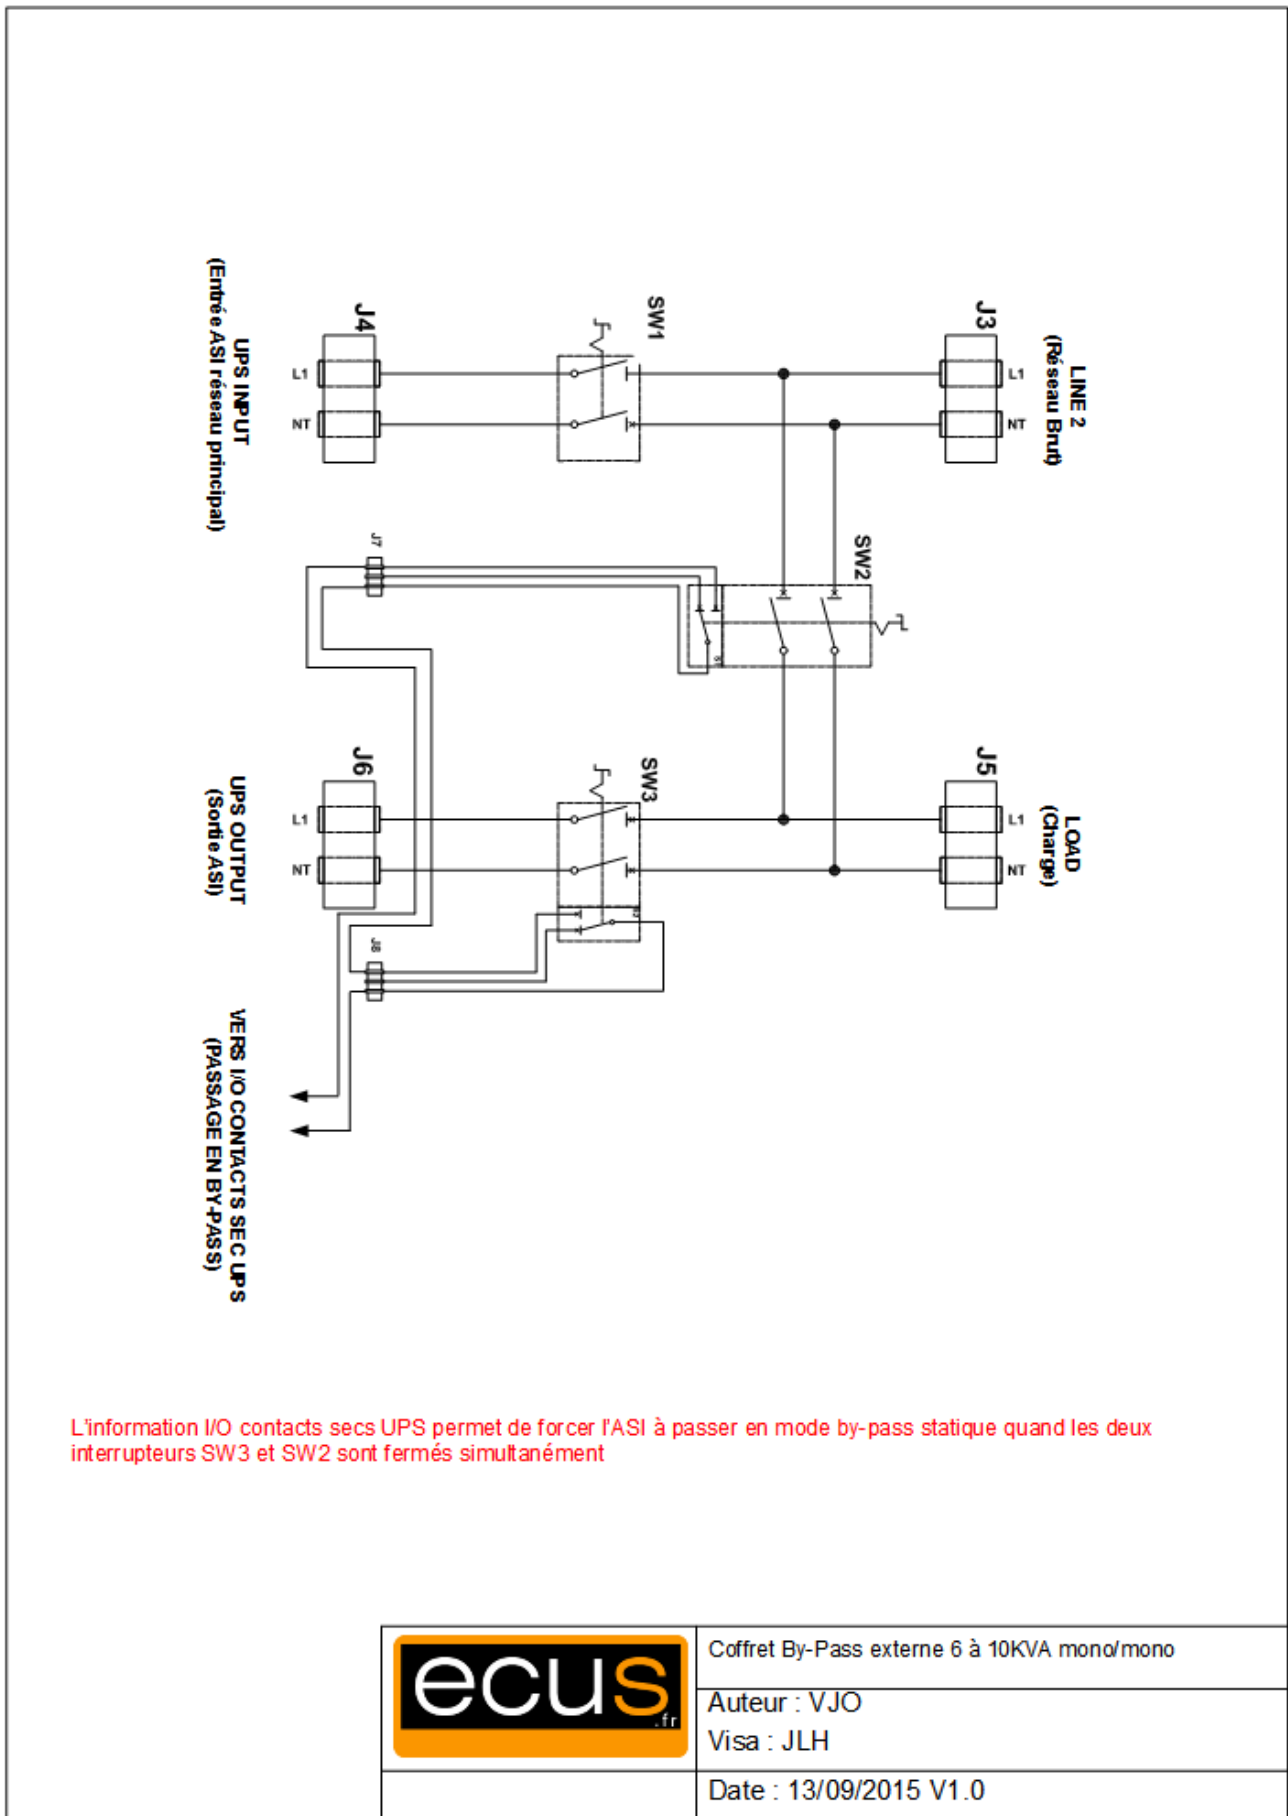 J4
UPS INPUT
(Entrée ASI réseau principal)
L1
NT
SW1
J3
LINE 2
(Réseau Brut)
L1
NT
J7
SW2
J6
UPS OUTPUT
(Sortie ASI)
L1
NT
SW3
J5
LOAD
(Charge)
L1
NT
J8
VERS I/O CONTACTS SEC UPS
(PASSAGE EN BY-PASS)
L'information I/O contacts secs UPS permet de forcer l'ASI à passer en mode by-pass statique quand les deux
interrupteurs SW3 et SW2 sont fermés simultanément
ecus
.fr
Coffret By-Pass externe 6 à 10KVA mono/mono
Auteur : VJO
Visa : JLH
Date : 13/09/2015 V1.0